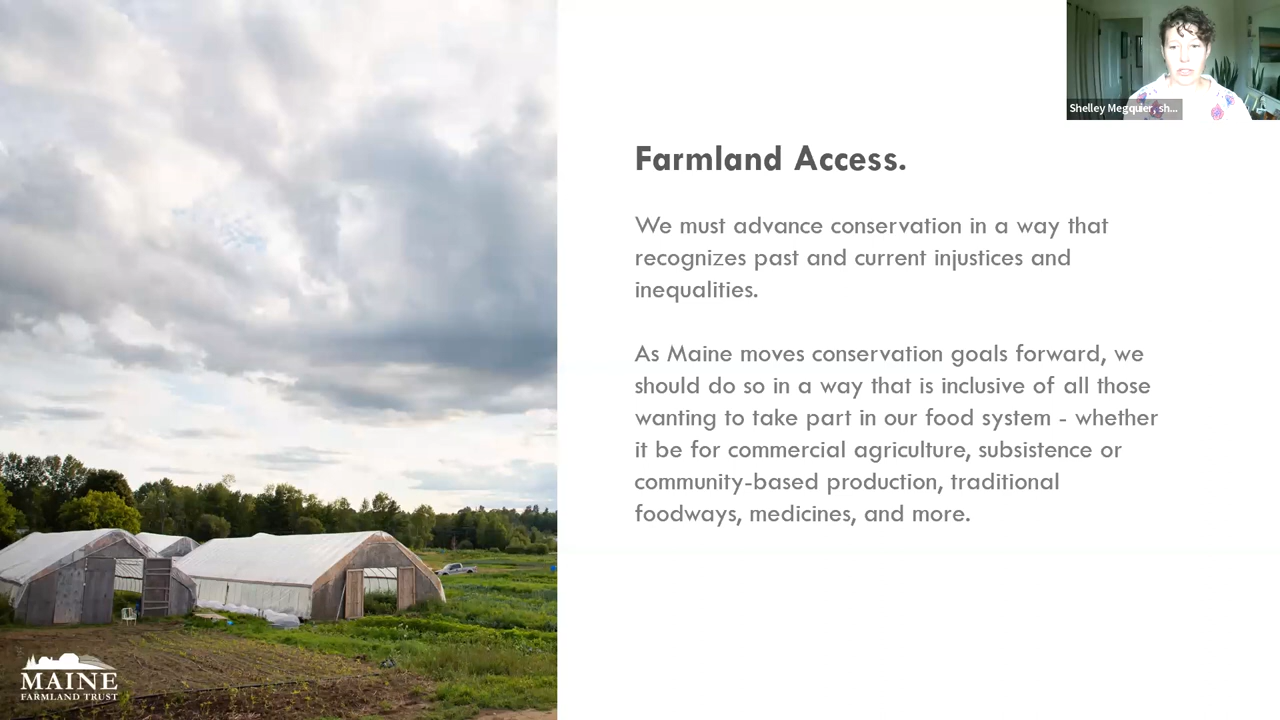 Shelley Megquier, sh...
Farmland Access.
We must advance conservation in a way that
recognizes past and current injustices and
inequalities.
As Maine moves conservation goals forward, we
should do so in a way that is inclusive of all those
wanting to take part in our food system - whether
it be for commercial agriculture, subsistence or
community-based production, traditional
foodways, medicines, and more.
MAINE
FARMLAND TRUST